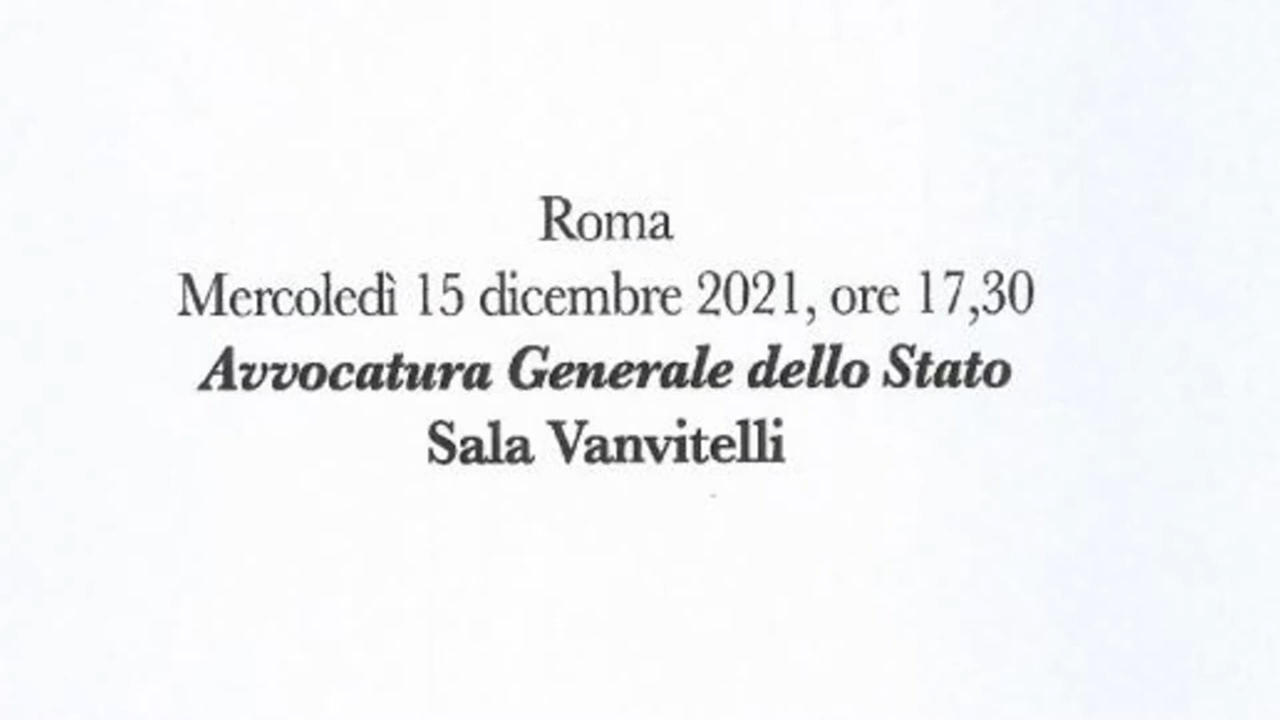 Roma
Mercoledì 15 dicembre 2021, ore 17,30
Avvocatura Generale dello Stato
Sala Vanvitelli